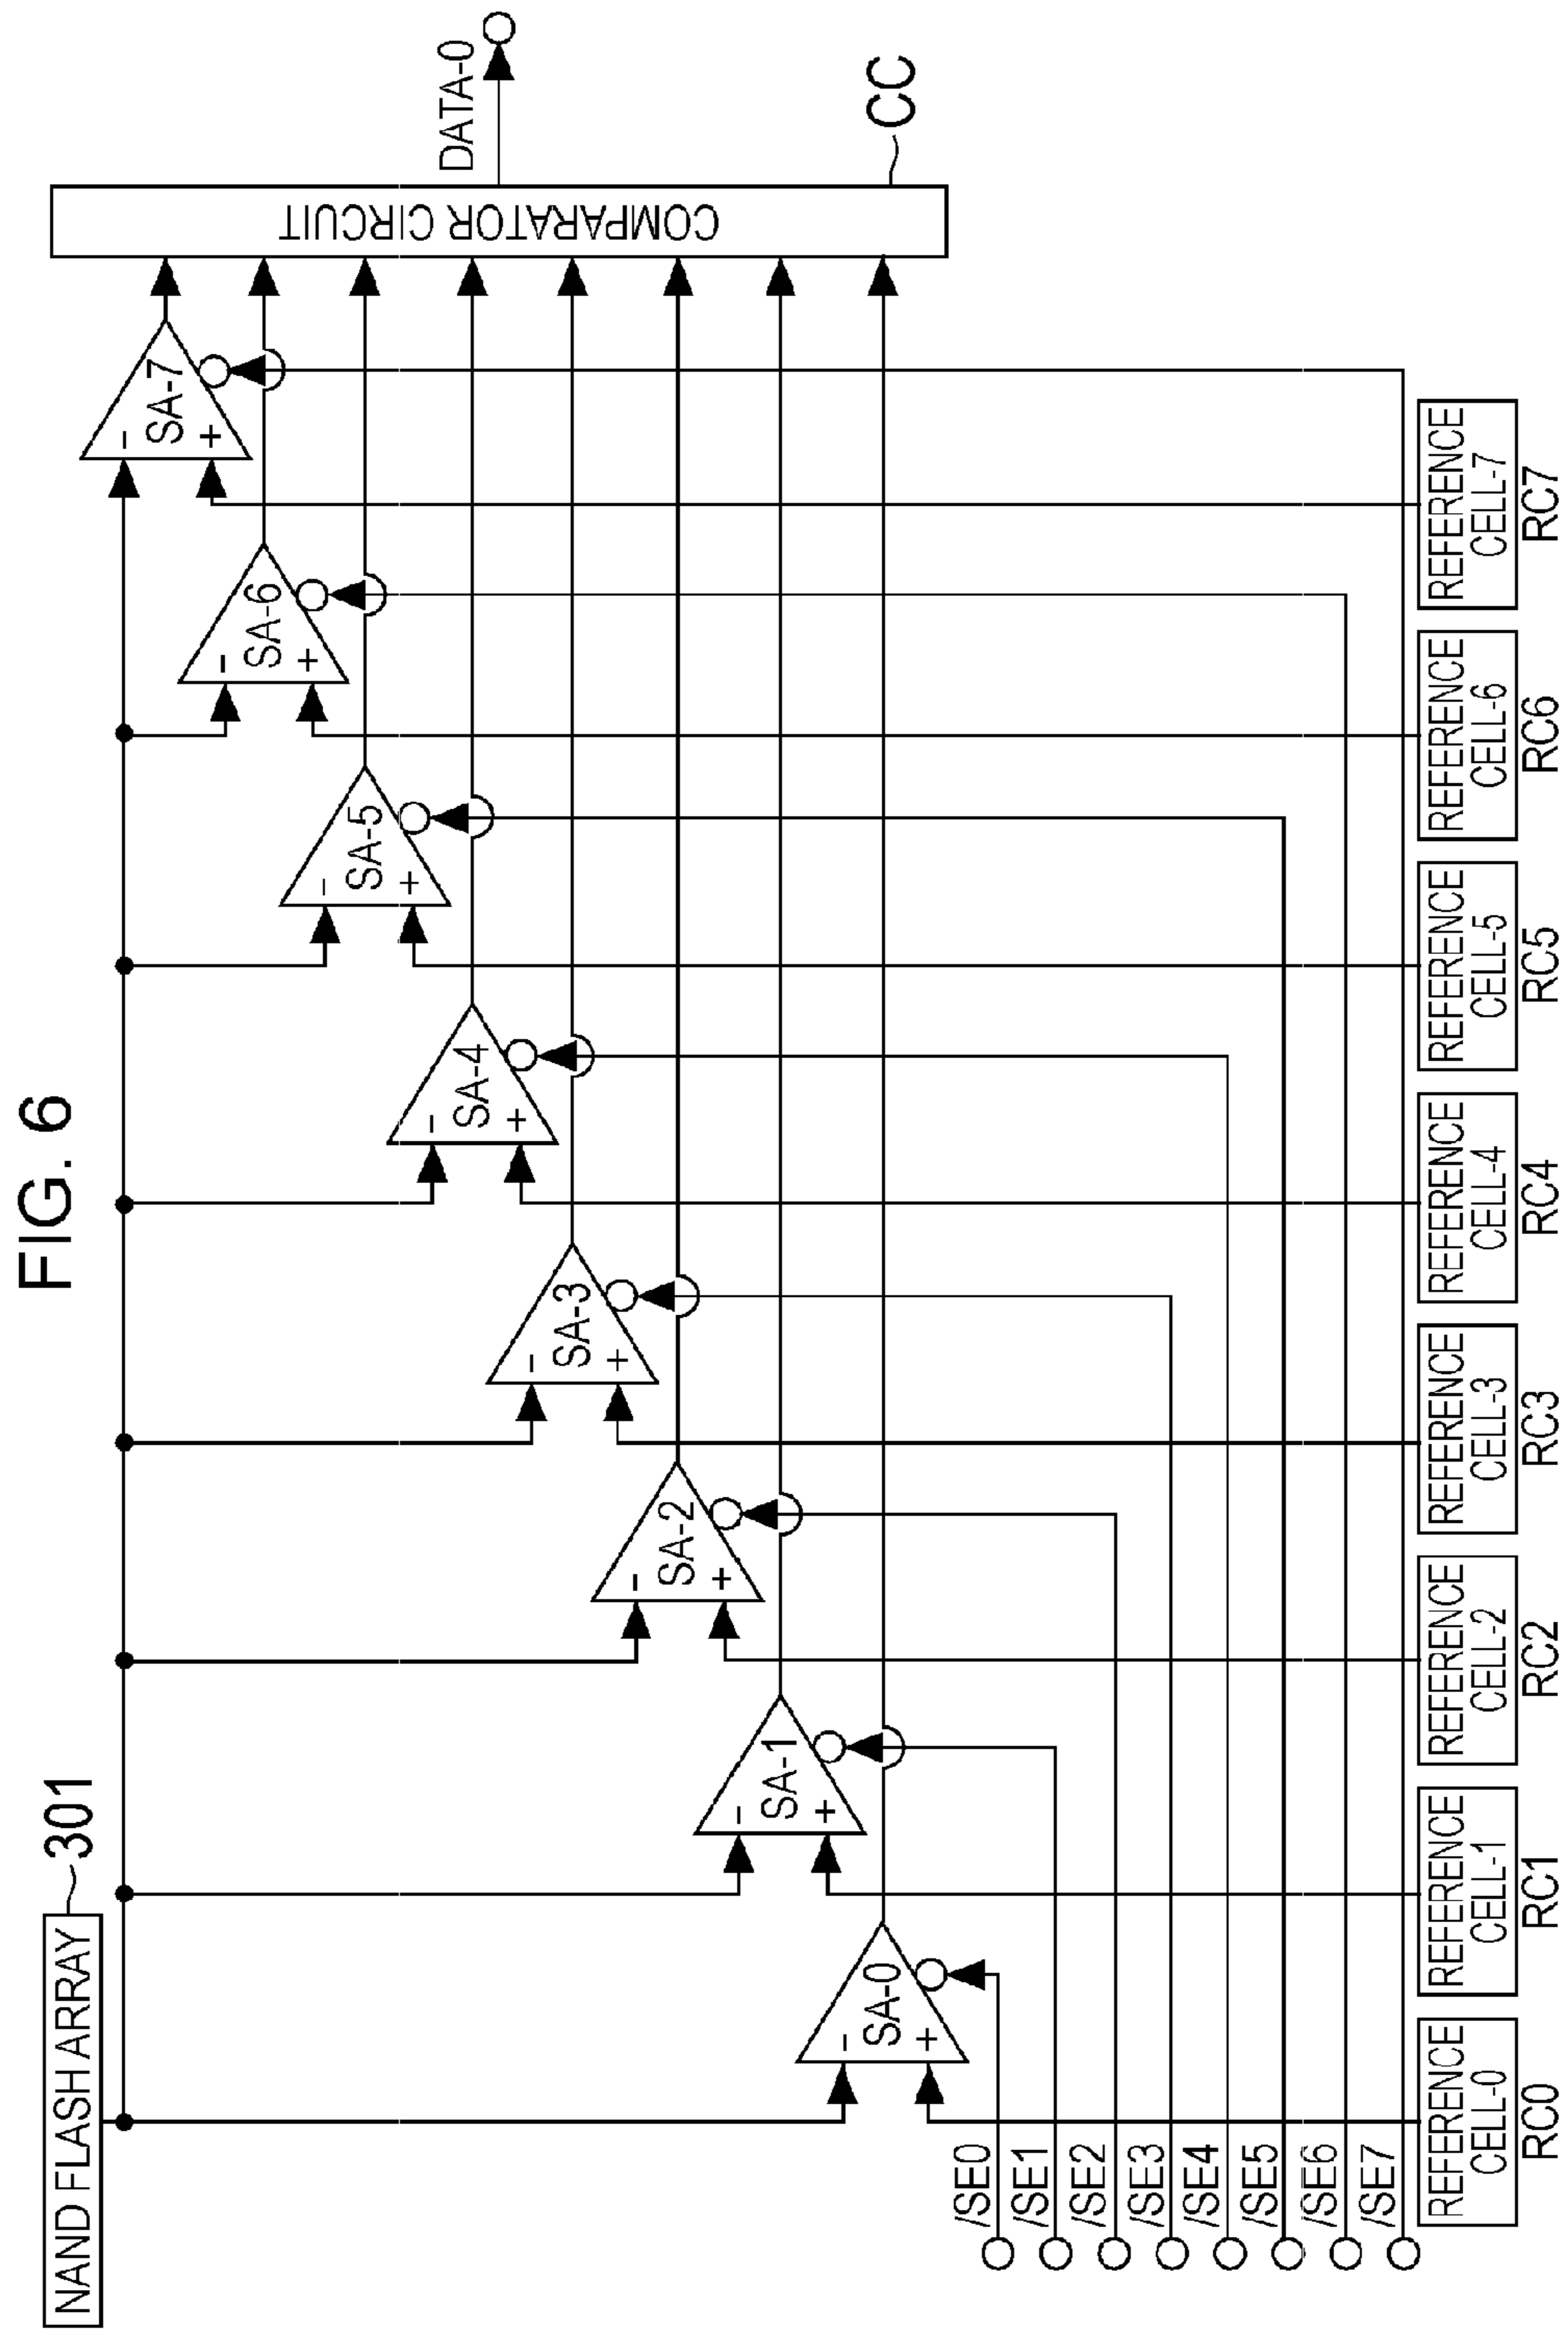 FIG. 6
NAND FLASH ARRAY
301
-
SA-7
+
-
SA-6
+
-
SA-5
+
-
SA-4
+
-
SA-3
+
-
SA-2
+
-
SA-1
+
-
SA-0
+
COMPARATOR CIRCUIT
DATA-0
CC
/SE0
/SE1
/SE2
/SE3
/SE4
/SE5
/SE6
/SE7
REFERENCE
CELL-0
RC0
REFERENCE
CELL-1
RC1
REFERENCE
CELL-2
RC2
REFERENCE
CELL-3
RC3
REFERENCE
CELL-4
RC4
REFERENCE
CELL-5
RC5
REFERENCE
CELL-6
RC6
REFERENCE
CELL-7
RC7